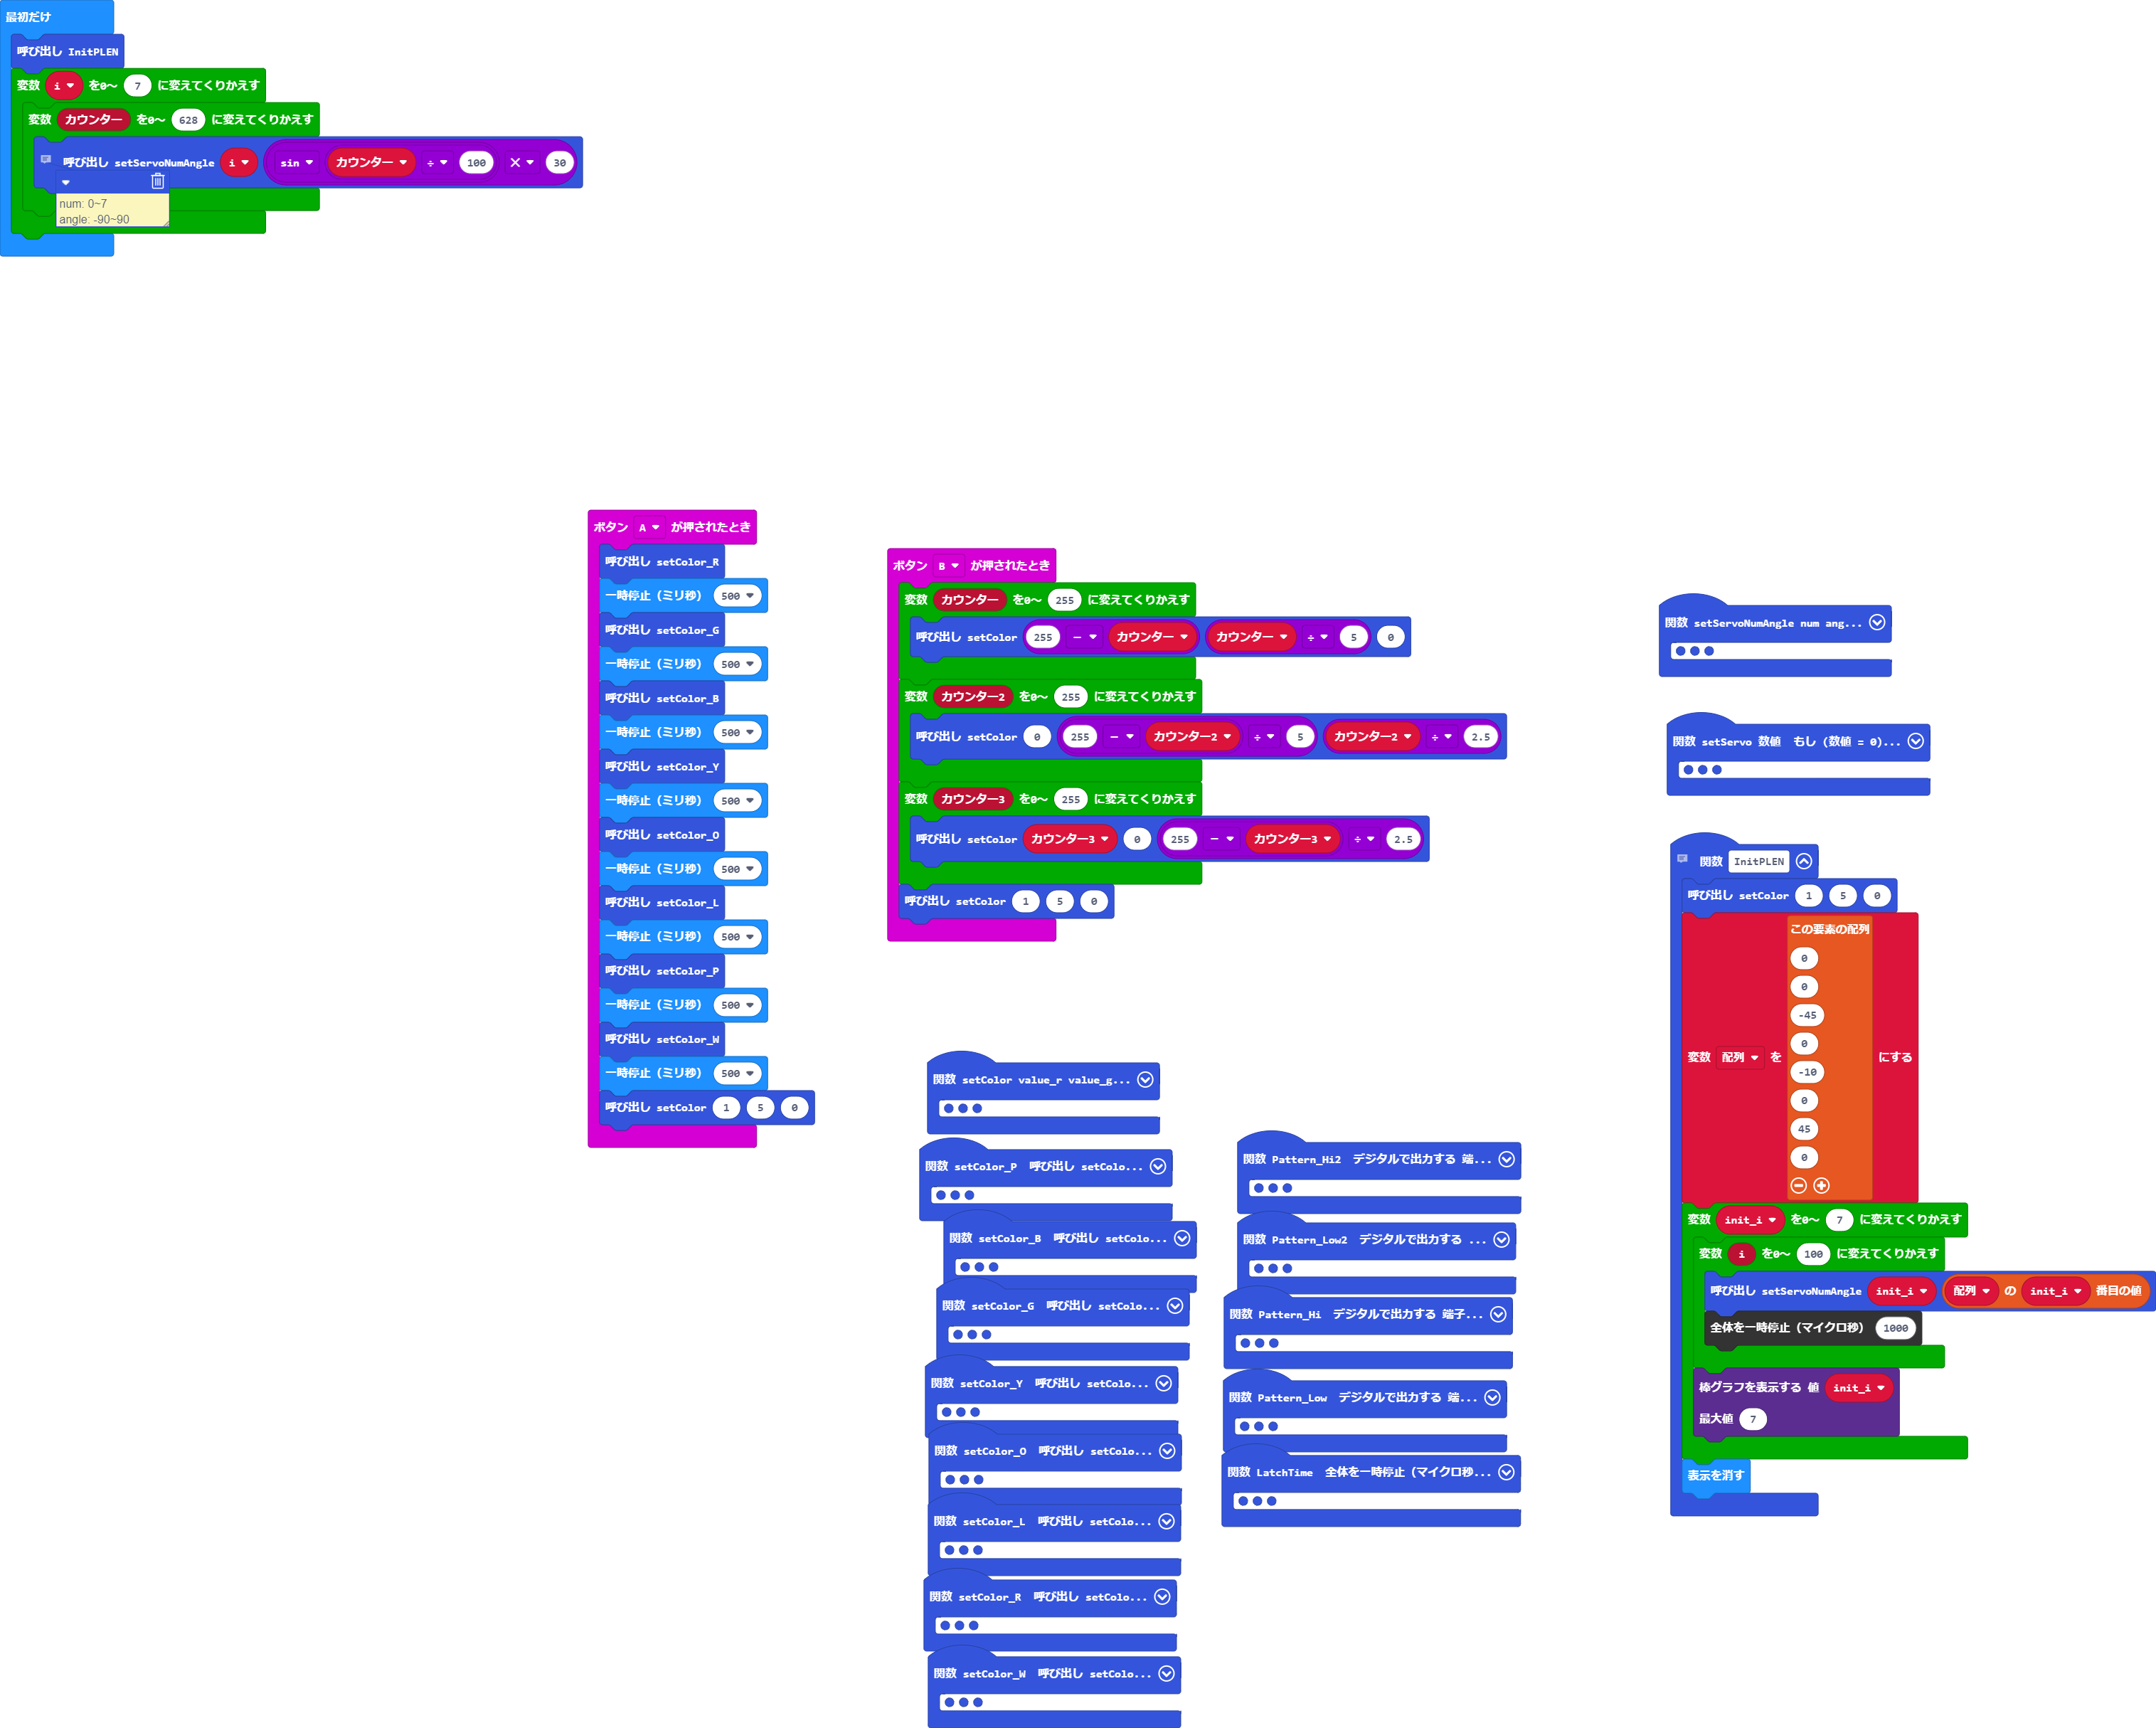 最初だけ
呼び出し InitPLEN
変数 i を0〜 7 に変えてくりかえす
変数 カウンター を0〜 628 に変えてくりかえす
呼び出し setServoNumAngle i sin カウンター ÷ 100 × 30
num: 0~7
angle: -90~90
ボタン A が押されたとき
呼び出し setColor_R
一時停止（ミリ秒） 500
呼び出し setColor_G
一時停止（ミリ秒） 500
呼び出し setColor_B
一時停止（ミリ秒） 500
呼び出し setColor_Y
一時停止（ミリ秒） 500
呼び出し setColor_O
一時停止（ミリ秒） 500
呼び出し setColor_L
一時停止（ミリ秒） 500
呼び出し setColor_P
一時停止（ミリ秒） 500
呼び出し setColor_W
一時停止（ミリ秒） 500
呼び出し setColor 1 5 0
ボタン B が押されたとき
変数 カウンター を0〜 255 に変えてくりかえす
呼び出し setColor 255 - カウンター カウンター ÷ 5 0
変数 カウンター2 を0〜 255 に変えてくりかえす
呼び出し setColor 0 255 - カウンター2 ÷ 5 カウンター2 ÷ 2.5
変数 カウンター3 を0〜 255 に変えてくりかえす
呼び出し setColor カウンター3 0 255 - カウンター3 ÷ 2.5
呼び出し setColor 1 5 0
関数 setColor value_r value_g...
関数 setColor_P 呼び出し setColo...
関数 setColor_B 呼び出し setColo...
関数 setColor_G 呼び出し setColo...
関数 setColor_Y 呼び出し setColo...
関数 setColor_O 呼び出し setColo...
関数 setColor_L 呼び出し setColo...
関数 setColor_R 呼び出し setColo...
関数 setColor_W 呼び出し setColo...
関数 Pattern_Hi2 デジタルで出力する 端...
関数 Pattern_Low2 デジタルで出力する ...
関数 Pattern_Hi デジタルで出力する 端子...
関数 Pattern_Low デジタルで出力する 端...
関数 LatchTime 全体を一時停止（マイクロ秒...
関数 setServoNumAngle num ang...
関数 setServo 数値 もし (数値 = 0)...
関数 InitPLEN
呼び出し setColor 1 5 0
変数 配列 を
この要素の配列
0
0
-45
0
-10
0
45
0
にする
変数 init_i を0〜 7 に変えてくりかえす
変数 i を0〜 100 に変えてくりかえす
呼び出し setServoNumAngle init_i 配列 の init_i 番目の値
全体を一時停止（マイクロ秒） 1000
棒グラフを表示する 値 init_i
最大値 7
表示を消す